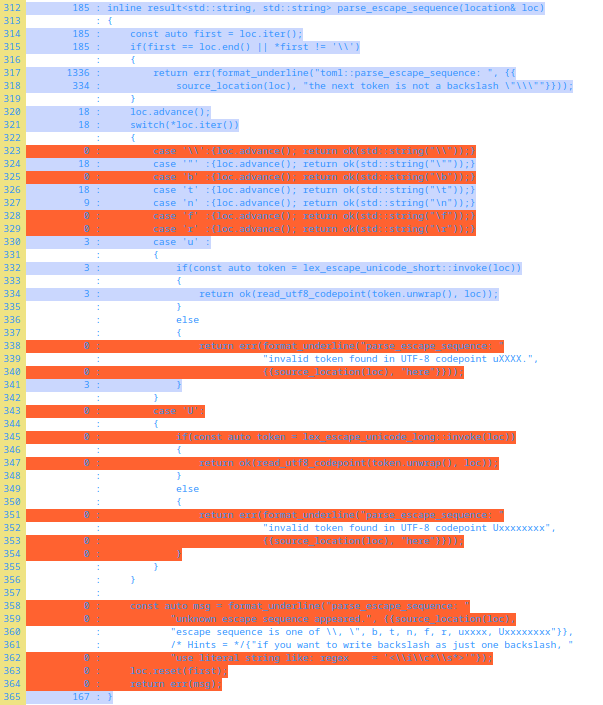 312 185 : inline result<std::string, std::string> parse_escape_sequence(location& loc)
313 : {
314 185 : const auto first = loc.iter();
315 185 : if(first == loc.end() || *first != '\\')
316 : {
317 1336 : return err(format_underline("toml::parse_escape_sequence: ", {{
318 334 : source_location(loc), "the next token is not a backslash \"\\\""}}));
319 : }
320 18 : loc.advance();
321 18 : switch(*loc.iter())
322 : {
323 0 : case '\\':{loc.advance(); return ok(std::string("\\"));}
324 18 : case '"' :{loc.advance(); return ok(std::string("\""));}
325 0 : case 'b' :{loc.advance(); return ok(std::string("\b"));}
326 18 : case 't' :{loc.advance(); return ok(std::string("\t"));}
327 9 : case 'n' :{loc.advance(); return ok(std::string("\n"));}
328 0 : case 'f' :{loc.advance(); return ok(std::string("\f"));}
329 0 : case 'r' :{loc.advance(); return ok(std::string("\r"));}
330 3 : case 'u' :
331 : {
332 3 : if(const auto token = lex_escape_unicode_short::invoke(loc))
333 : {
334 3 : return ok(read_utf8_codepoint(token.unwrap(), loc));
335 : }
336 : else
337 : {
338 0 : return err(format_underline("parse_escape_sequence: "
339 : "invalid token found in UTF-8 codepoint uXXXX.",
340 0 : {{source_location(loc), "here"}}));
341 3 : }
342 : }
343 0 : case 'U':
344 : {
345 0 : if(const auto token = lex_escape_unicode_long::invoke(loc))
346 : {
347 0 : return ok(read_utf8_codepoint(token.unwrap(), loc));
348 : }
349 : else
350 : {
351 0 : return err(format_underline("parse_escape_sequence: "
352 : "invalid token found in UTF-8 codepoint Uxxxxxxxx",
353 0 : {{source_location(loc), "here"}}));
354 0 : }
355 : }
356 : }
357 :
358 0 : const auto msg = format_underline("parse_escape_sequence: "
359 0 : "unknown escape sequence appeared.", {{source_location(loc),
360 : "escape sequence is one of \\, \", b, t, n, f, r, uxxxx, Uxxxxxxxx"}},
361 : /* Hints = */{"if you want to write backslash as just one backslash, "
362 0 : "use literal string like: regex = '
363 0 : loc.reset(first);
364 0 : return err(msg);
365 167 : }